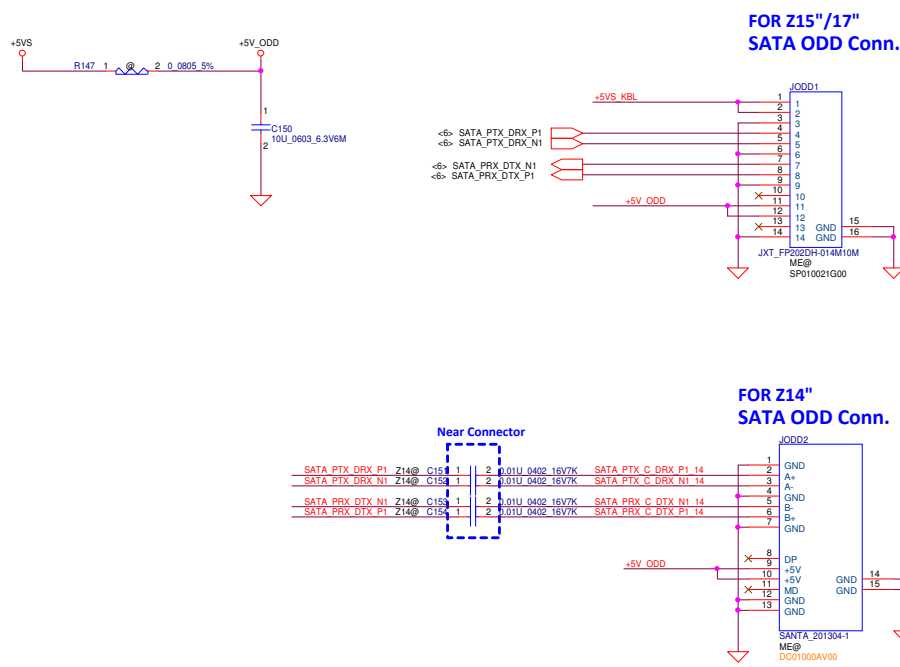 FOR Z15"/17"
SATA ODD Conn.
+5VS
+5V_ODD
R147 1 @ 2 0_0805_5%
1
C150
10U_0603_6.3V6M
2
JODD1
+5VS_KBL
1 1
2 2
3 3
<6> SATA_PTX_DRX_P1 4 4
<6> SATA_PTX_DRX_N1 5 5
6 6
<6> SATA_PRX_DTX_N1 7 7
<6> SATA_PRX_DTX_P1 8 8
9 9
10 10
+5V_ODD 11 11
12 12
13 13 GND 15
14 14 GND 16
JXT_FP202DH-014M10M
ME@
SP010021G00
FOR Z14"
SATA ODD Conn.
JODD2
Near Connector
1 GND
SATA_PTX_DRX_P1 Z14@ C151 1 2 0.01U_0402_16V7K SATA_PTX_C_DRX_P1_14 2 A+
SATA_PTX_DRX_N1 Z14@ C152 1 2 0.01U_0402_16V7K SATA_PTX_C_DRX_N1_14 3 A-
4 GND
SATA_PRX_DTX_N1 Z14@ C153 1 2 0.01U_0402_16V7K SATA_PRX_C_DTX_N1_14 5 B-
SATA_PRX_DTX_P1 Z14@ C154 1 2 0.01U_0402_16V7K SATA_PRX_C_DTX_P1_14 6 B+
7 GND
8 DP
+5V_ODD 9 +5V
10 +5V GND 14
11 MD GND 15
12 GND
13 GND
SANTA_201304-1
ME@
DC01000AV00